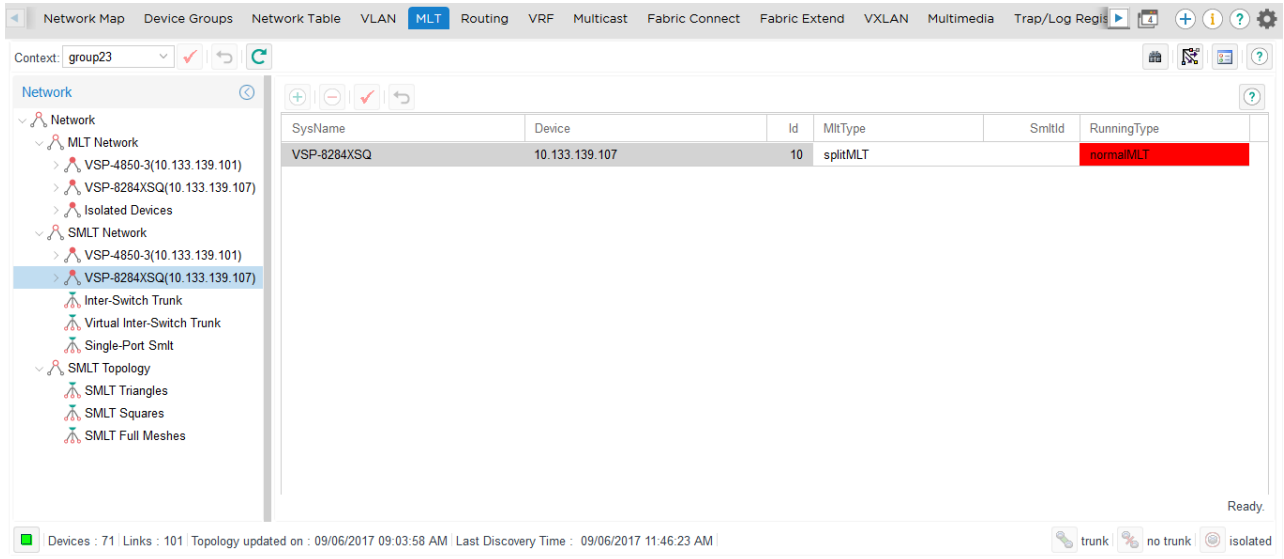 Network Map Device Groups Network Table VLAN MLT Routing VRF Multicast Fabric Connect Fabric Extend VXLAN Multimedia Trap/Log Regis 4 + i ?
Context: group23 ?
Network ?
Network
MLT Network
VSP-4850-3(10.133.139.101)
VSP-8284XSQ(10.133.139.107)
Isolated Devices
SMLT Network
VSP-4850-3(10.133.139.101)
VSP-8284XSQ(10.133.139.107)
Inter-Switch Trunk
Virtual Inter-Switch Trunk
Single-Port Smlt
SMLT Topology
SMLT Triangles
SMLT Squares
SMLT Full Meshes
SysName Device Id MltType SmltId RunningType
VSP-8284XSQ 10.133.139.107 10 splitMLT normalMLT
Ready.
Devices : 71 Links : 101 Topology updated on : 09/06/2017 09:03:58 AM Last Discovery Time : 09/06/2017 11:46:23 AM trunk no trunk isolated